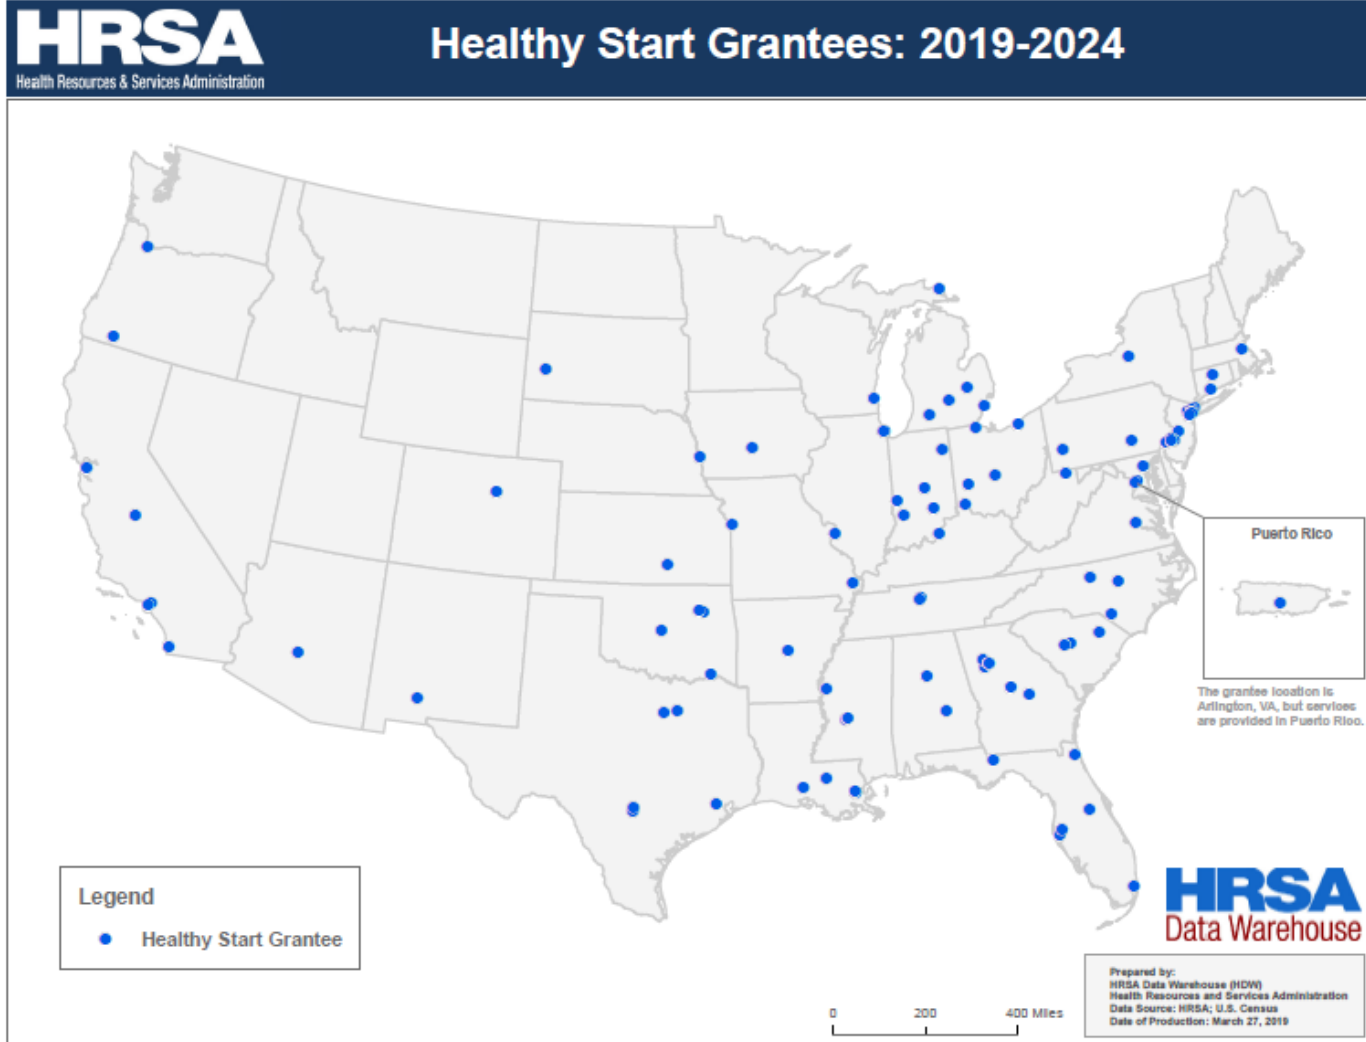 HRSA
Health Resources & Services Administration
Healthy Start Grantees: 2019-2024
Puerto Rico
The grantee location is
Arlington, VA, but services
are provided in Puerto Rico.
Legend
Healthy Start Grantee
HRSA
Data Warehouse
0 200 400 Miles
Prepared by:
HRSA Data Warehouse (HDW)
Health Resources and Services Administration
Data Source: HRSA; U.S. Census
Date of Production: March 27, 2019